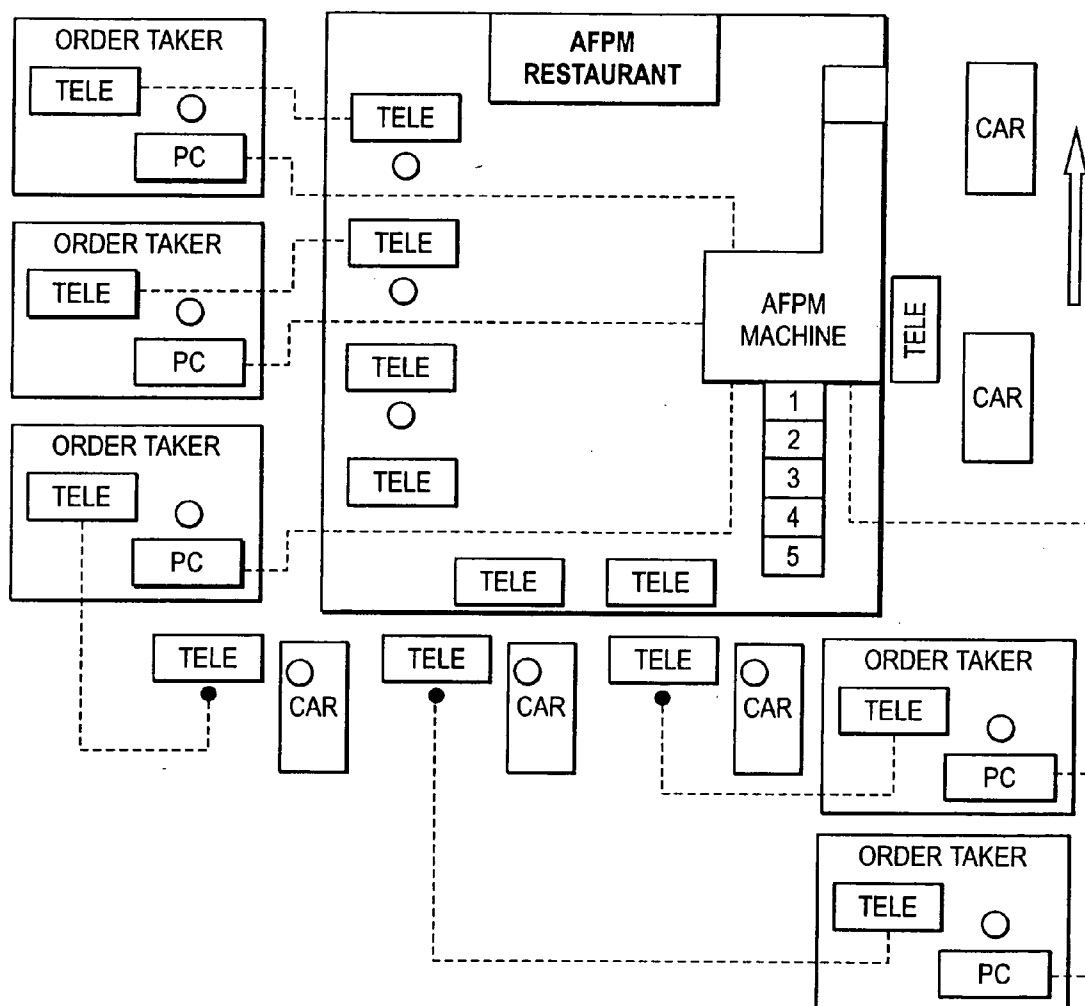 ORDER TAKER
TELE
PC
ORDER TAKER
TELE
PC
ORDER TAKER
TELE
PC
AFPM
RESTAURANT
TELE
TELE
TELE
TELE
TELE
TELE
AFPM
MACHINE
1
2
3
4
5
TELE
CAR
CAR
TELE
CAR
TELE
CAR
TELE
CAR
ORDER TAKER
TELE
PC
ORDER TAKER
TELE
PC